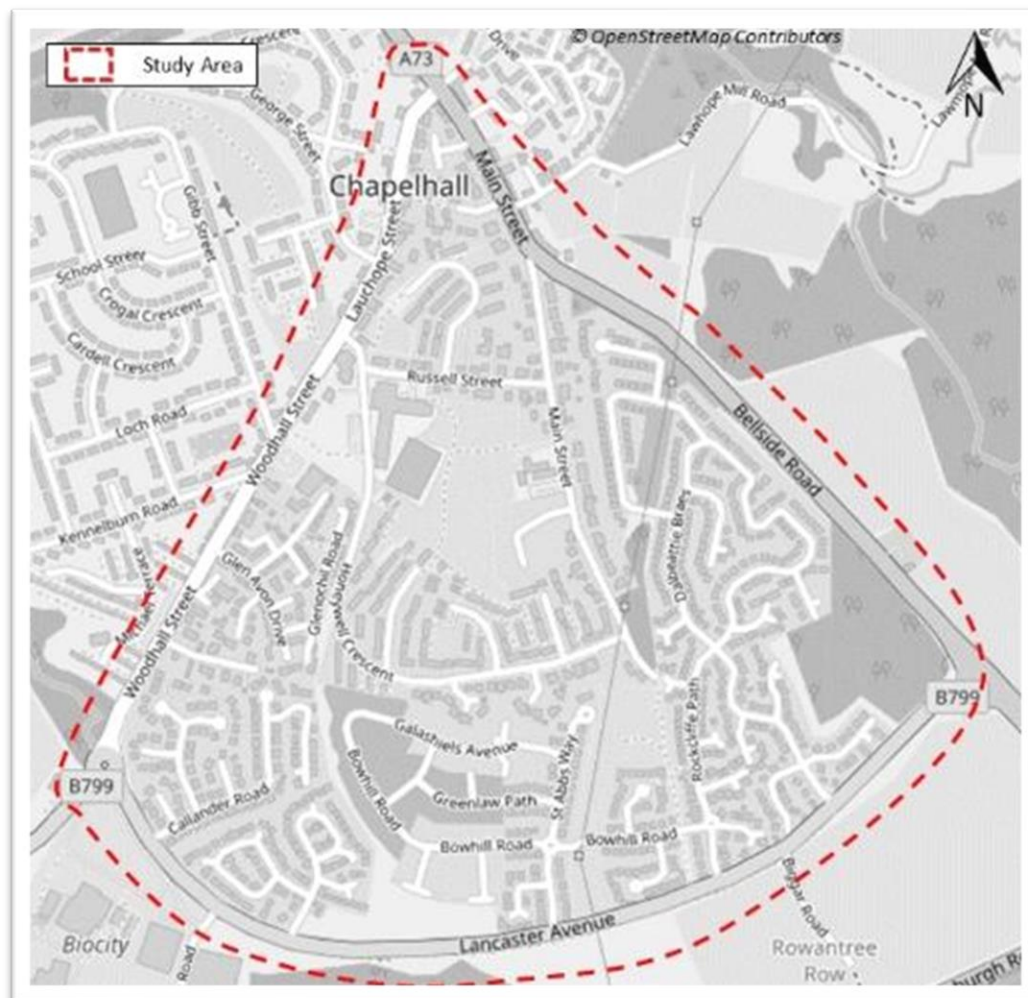 © OpenStreetMap Contributors
Study Area
Crescent
Drive
A73
N
George Street
Lawhope Mill Road
Chapelhall
Main Street
Gibb Street
Lauchope Street
School Street
Crogal Crescent
Cardell Crescent
Russell Street
Loch Road
Woodhall Street
Main Street
Bellside Road
Kennelburn Road
Dalbeattie Braes
Glen Avon Drive
Glenochil Road
Honeywell Crescent
Woodhall Street
B799
Rockcliffe Path
Galashiels Avenue
Bowhill Road
St Abbs Way
B799
Greenlaw Path
Callander Road
Bowhill Road
Bowhill Road
Biggar Road
Lancaster Avenue
Biocity
Road
Rowantree
Row